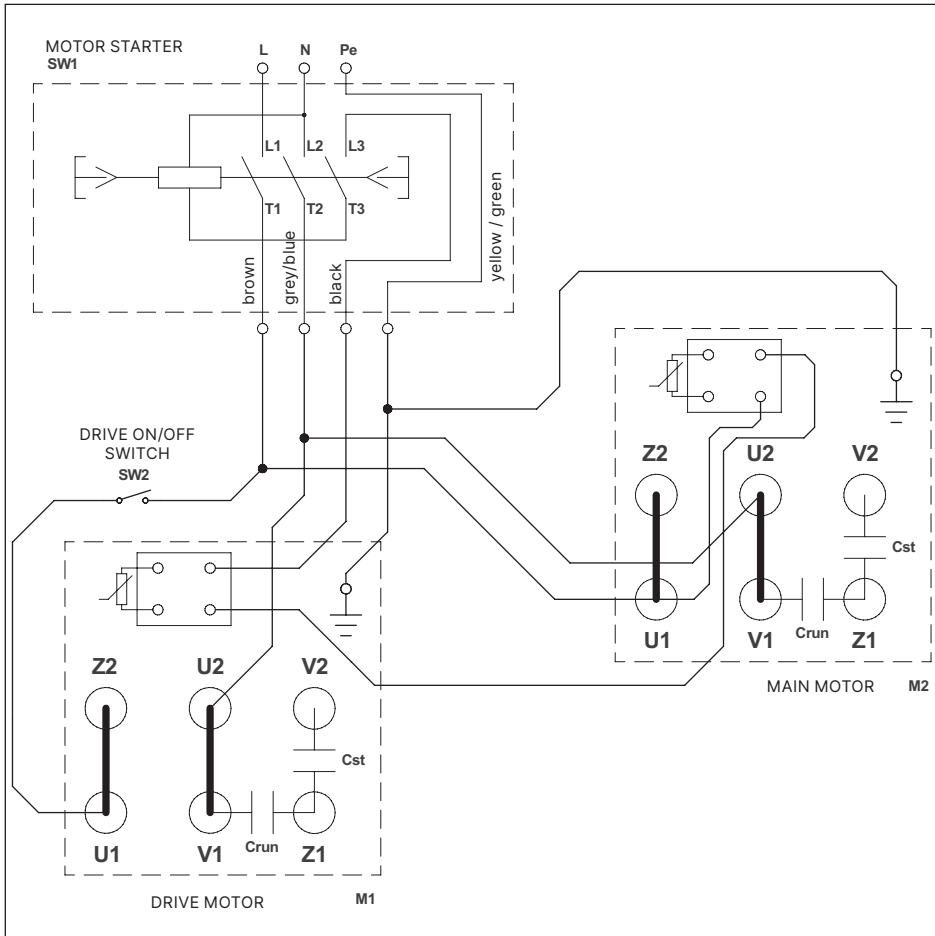 MOTOR STARTER
SW1
L N Pe
L1 L2 L3
T1 T2 T3
brown
grey/blue
black
yellow / green
DRIVE ON/OFF
SWITCH
SW2
Z2 U2 V2
Cst
Crun
U1 V1 Z1
MAIN MOTOR M2
Z2 U2 V2
Cst
Crun
U1 V1 Z1
DRIVE MOTOR M1